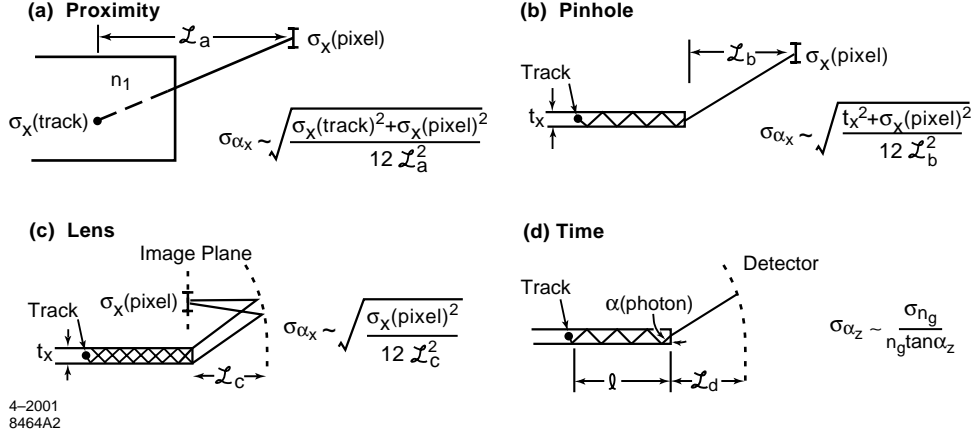 (a) Proximity
ℒa
σx(pixel)
n1
σx(track)
σαx ~ √((σx(track)²+σx(pixel)²)/(12 ℒa²))
(b) Pinhole
ℒb
σx(pixel)
Track
tx
σαx ~ √((tx²+σx(pixel)²)/(12 ℒb²))
(c) Lens
Image Plane
σx(pixel)
Track
tx
ℒc
σαx ~ √(σx(pixel)²/(12 ℒc²))
(d) Time
Detector
Track
α(photon)
ℓ
ℒd
σαz ~ σng/(ngtanαz)
4–2001
8464A2